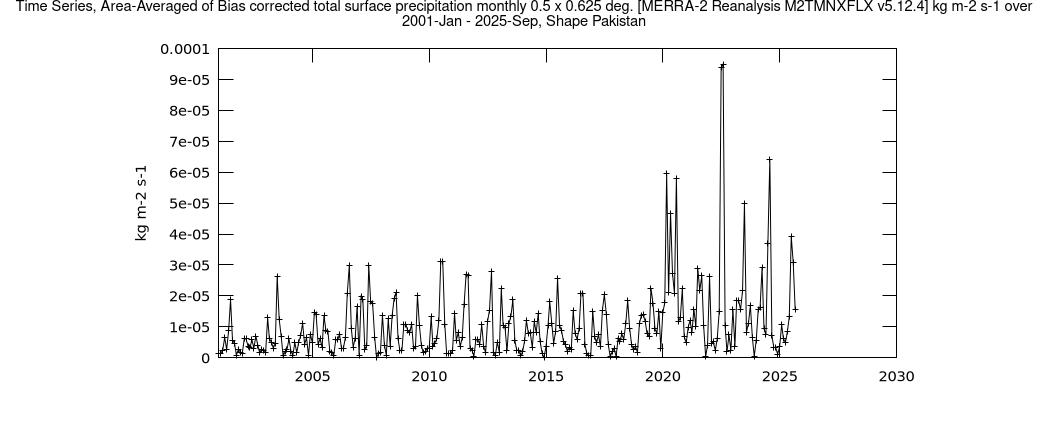 Time Series, Area-Averaged of Bias corrected total surface precipitation monthly 0.5 x 0.625 deg. [MERRA-2 Reanalysis M2TMNXFLX v5.12.4] kg m-2 s-1 over
2001-Jan - 2025-Sep, Shape Pakistan
0.0001
9e-05
8e-05
7e-05
6e-05
5e-05
4e-05
3e-05
2e-05
1e-05
0
kg m-2 s-1
2005 2010 2015 2020 2025 2030